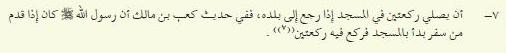 ٧- أن يصلي ركعتين في المسجد إذا رجع إلى بلده، ففي حديث كعب بن مالك أن رسول الله ﷺ كان إذا قدم
من سفر بدأ بالمسجد فركع فيه ركعتين((٧)) .